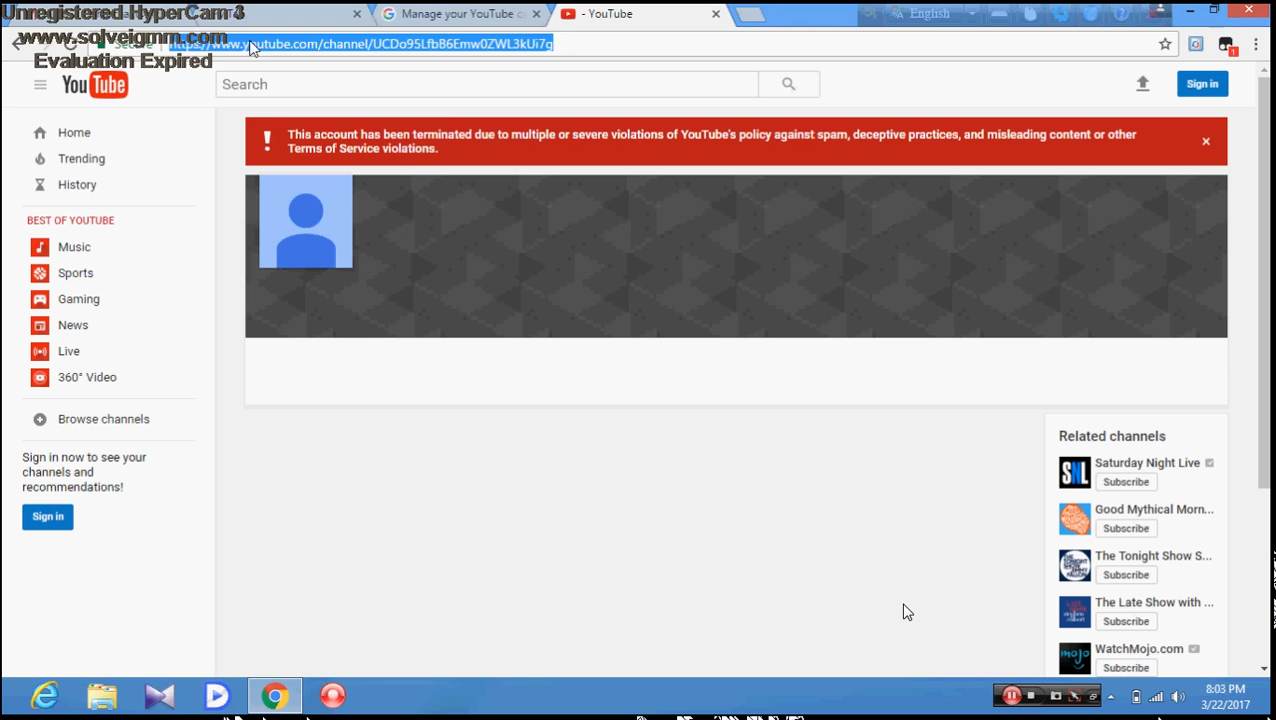 Unregistered HyperCam 3
www.solveigmm.com
Evaluation Expired
Manage your YouTube c
- YouTube
English
https://www.youtube.com/channel/UCDo95LfbB6Emw0ZWL3kUi7g
YouTube
Search
Sign in
Home
Trending
History
BEST OF YOUTUBE
Music
Sports
Gaming
News
Live
360° Video
Browse channels
Sign in now to see your
channels and
recommendations!
Sign in
This account has been terminated due to multiple or severe violations of YouTube's policy against spam, deceptive practices, and misleading content or other
Terms of Service violations.
Related channels
SNL
Saturday Night Live
Subscribe
Good Mythical Morn...
Subscribe
The Tonight Show S...
Subscribe
The Late Show with ...
Subscribe
mojo
WatchMojo.com
Subscribe
1
8:03 PM
3/22/2017